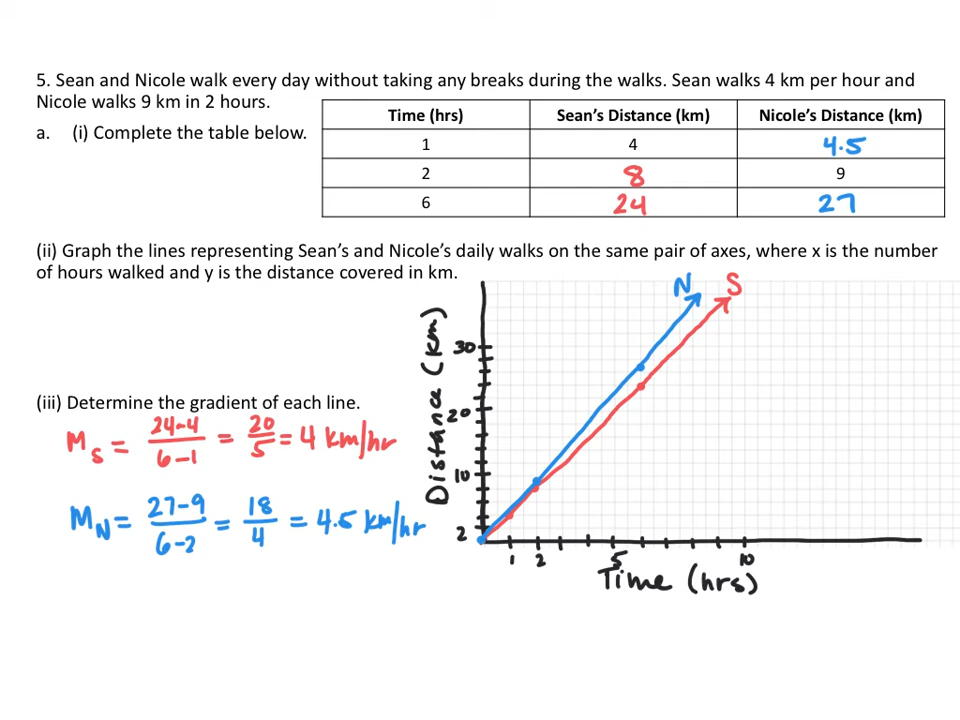 5. Sean and Nicole walk every day without taking any breaks during the walks. Sean walks 4 km per hour and
Nicole walks 9 km in 2 hours.
a. (i) Complete the table below.
Time (hrs) Sean's Distance (km) Nicole's Distance (km)
1 4 4.5
2 8 9
6 24 27
(ii) Graph the lines representing Sean's and Nicole's daily walks on the same pair of axes, where x is the number
of hours walked and y is the distance covered in km.
N S
Distance (km)
30
20
10
2
1 2 5 10
Time (hrs)
(iii) Determine the gradient of each line.
M_S = (24-4)/(6-1) = 20/5 = 4 km/hr
M_N = (27-9)/(6-2) = 18/4 = 4.5 km/hr